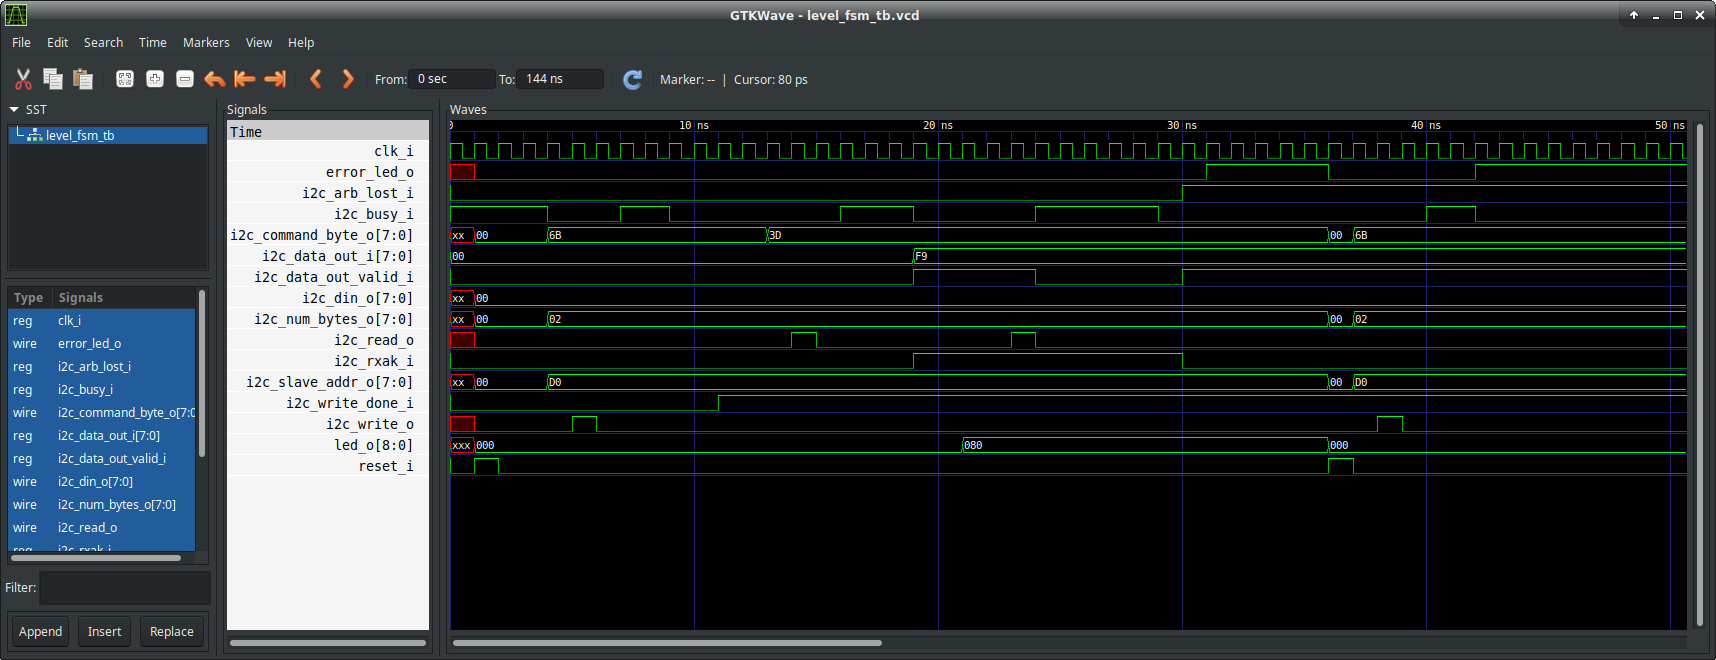 GTKWave - level_fsm_tb.vcd
File Edit Search Time Markers View Help
From: 0 sec To: 144 ns Marker: -- | Cursor: 80 ps
SST
level_fsm_tb
Type Signals
reg clk_i
wire error_led_o
reg i2c_arb_lost_i
reg i2c_busy_i
wire i2c_command_byte_o[7:0
reg i2c_data_out_i[7:0]
reg i2c_data_out_valid_i
wire i2c_din_o[7:0]
wire i2c_num_bytes_o[7:0]
wire i2c_read_o
reg i2c_rxak_i
Filter:
Append Insert Replace
Signals
Time
clk_i
error_led_o
i2c_arb_lost_i
i2c_busy_i
i2c_command_byte_o[7:0]
i2c_data_out_i[7:0]
i2c_data_out_valid_i
i2c_din_o[7:0]
i2c_num_bytes_o[7:0]
i2c_read_o
i2c_rxak_i
i2c_slave_addr_o[7:0]
i2c_write_done_i
i2c_write_o
led_o[8:0]
reset_i
Waves
0 10 ns 20 ns 30 ns 40 ns 50 ns
xx 00 6B 3D 00 6B
00 F9
xx 00
xx 00 02 00 02
xx 00 D0 00 D0
xxx 000 080 000